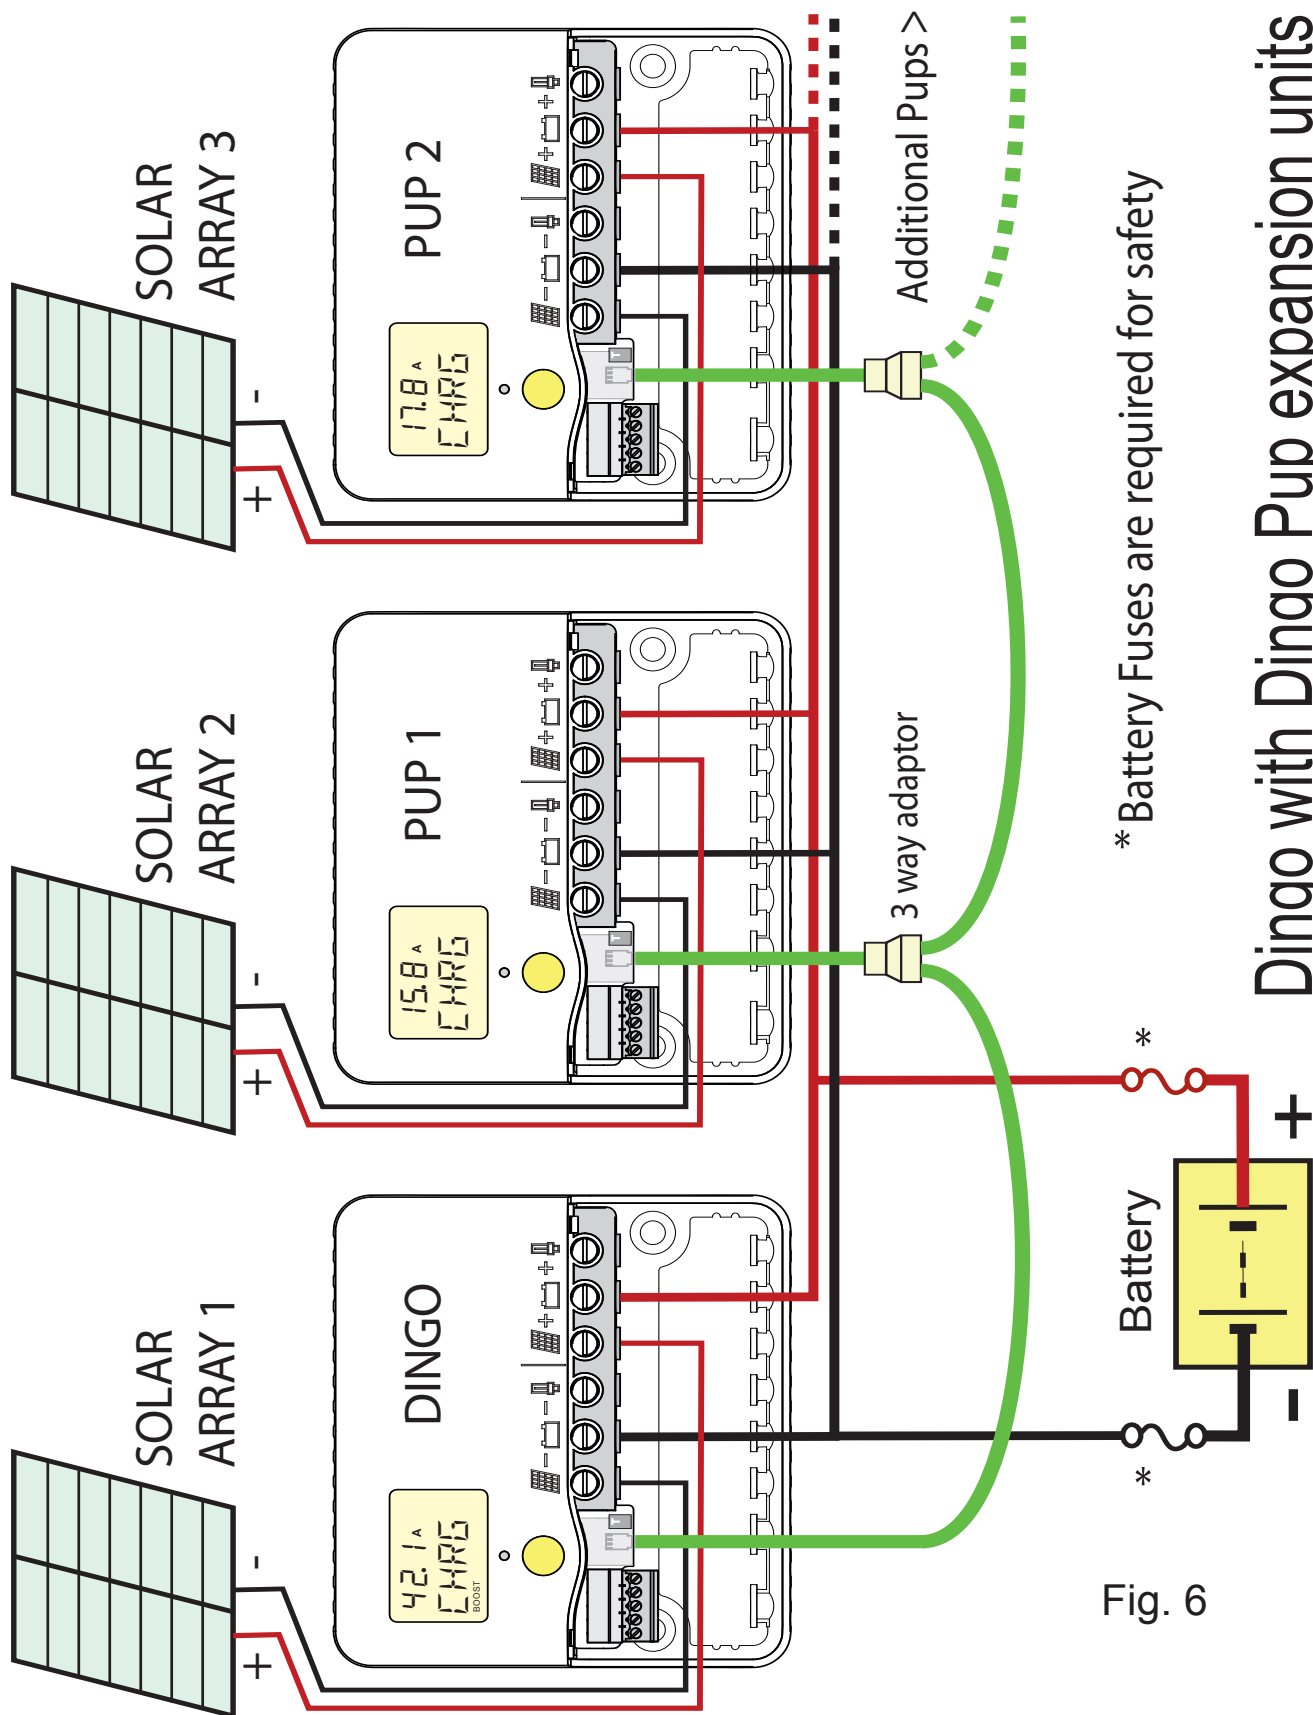 SOLAR
ARRAY 1
SOLAR
ARRAY 2
SOLAR
ARRAY 3
+ -
+ -
+ -
42.1 A
CHRG
BOOST
DINGO
15.8 A
CHRG
PUP 1
17.8 A
CHRG
PUP 2
- - + +
- - + +
- - + +
T
T
T
3 way adaptor
Additional Pups >
Battery
- +
*
*
*Battery Fuses are required for safety
Dingo with Dingo Pup expansion units
Fig. 6